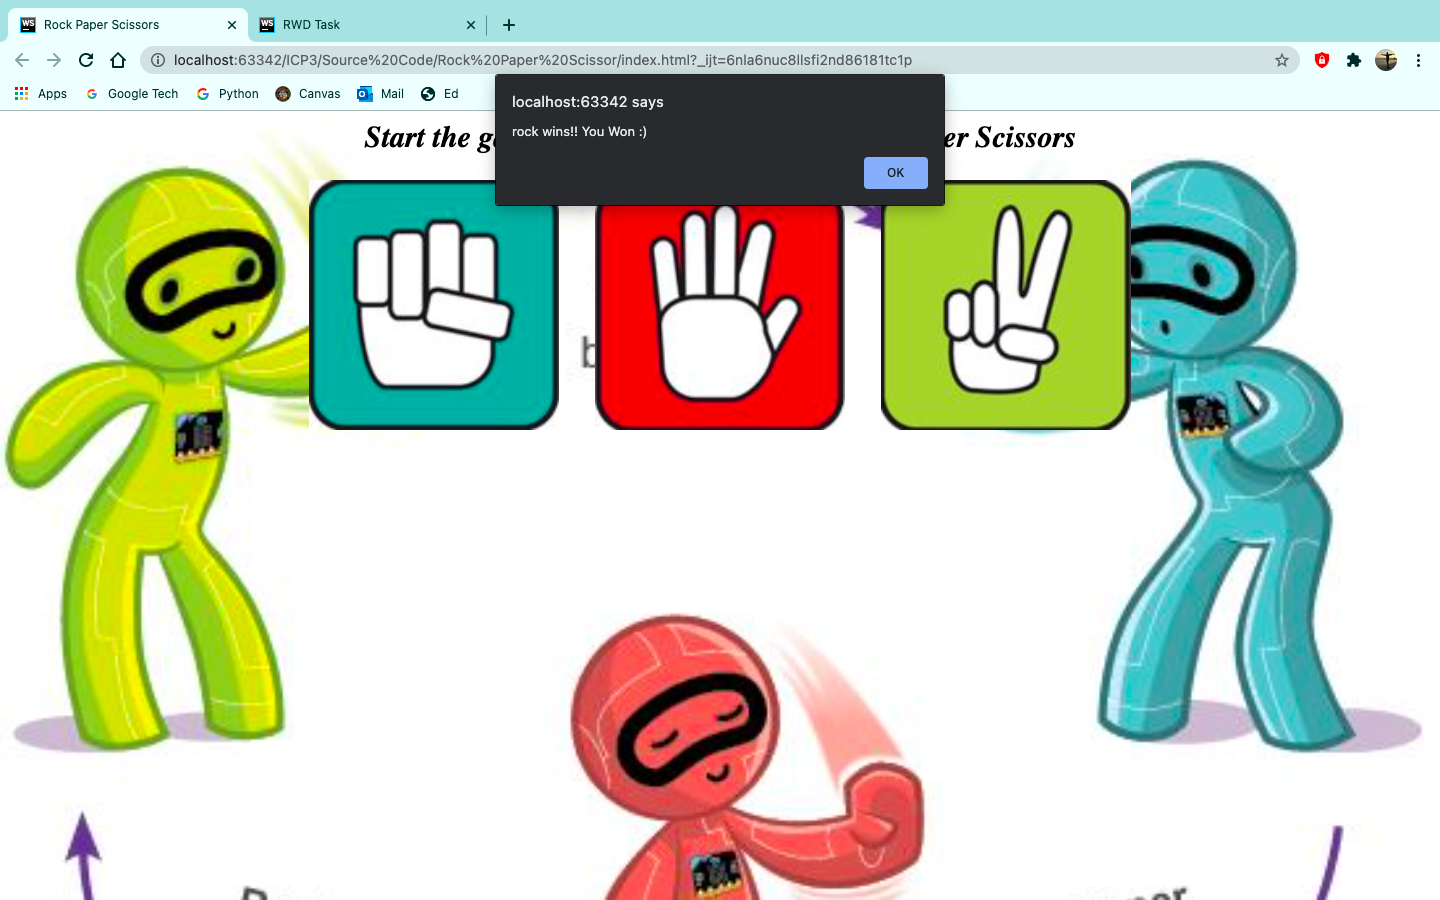 Rock Paper Scissors
RWD Task
localhost:63342/ICP3/Source%20Code/Rock%20Paper%20Scissor/index.html?_ijt=6nla6nuc8llsfi2nd86181tc1p
Apps
Google Tech
Python
Canvas
Mail
Ed
localhost:63342 says
rock wins!! You Won :)
OK
Start the Scissors